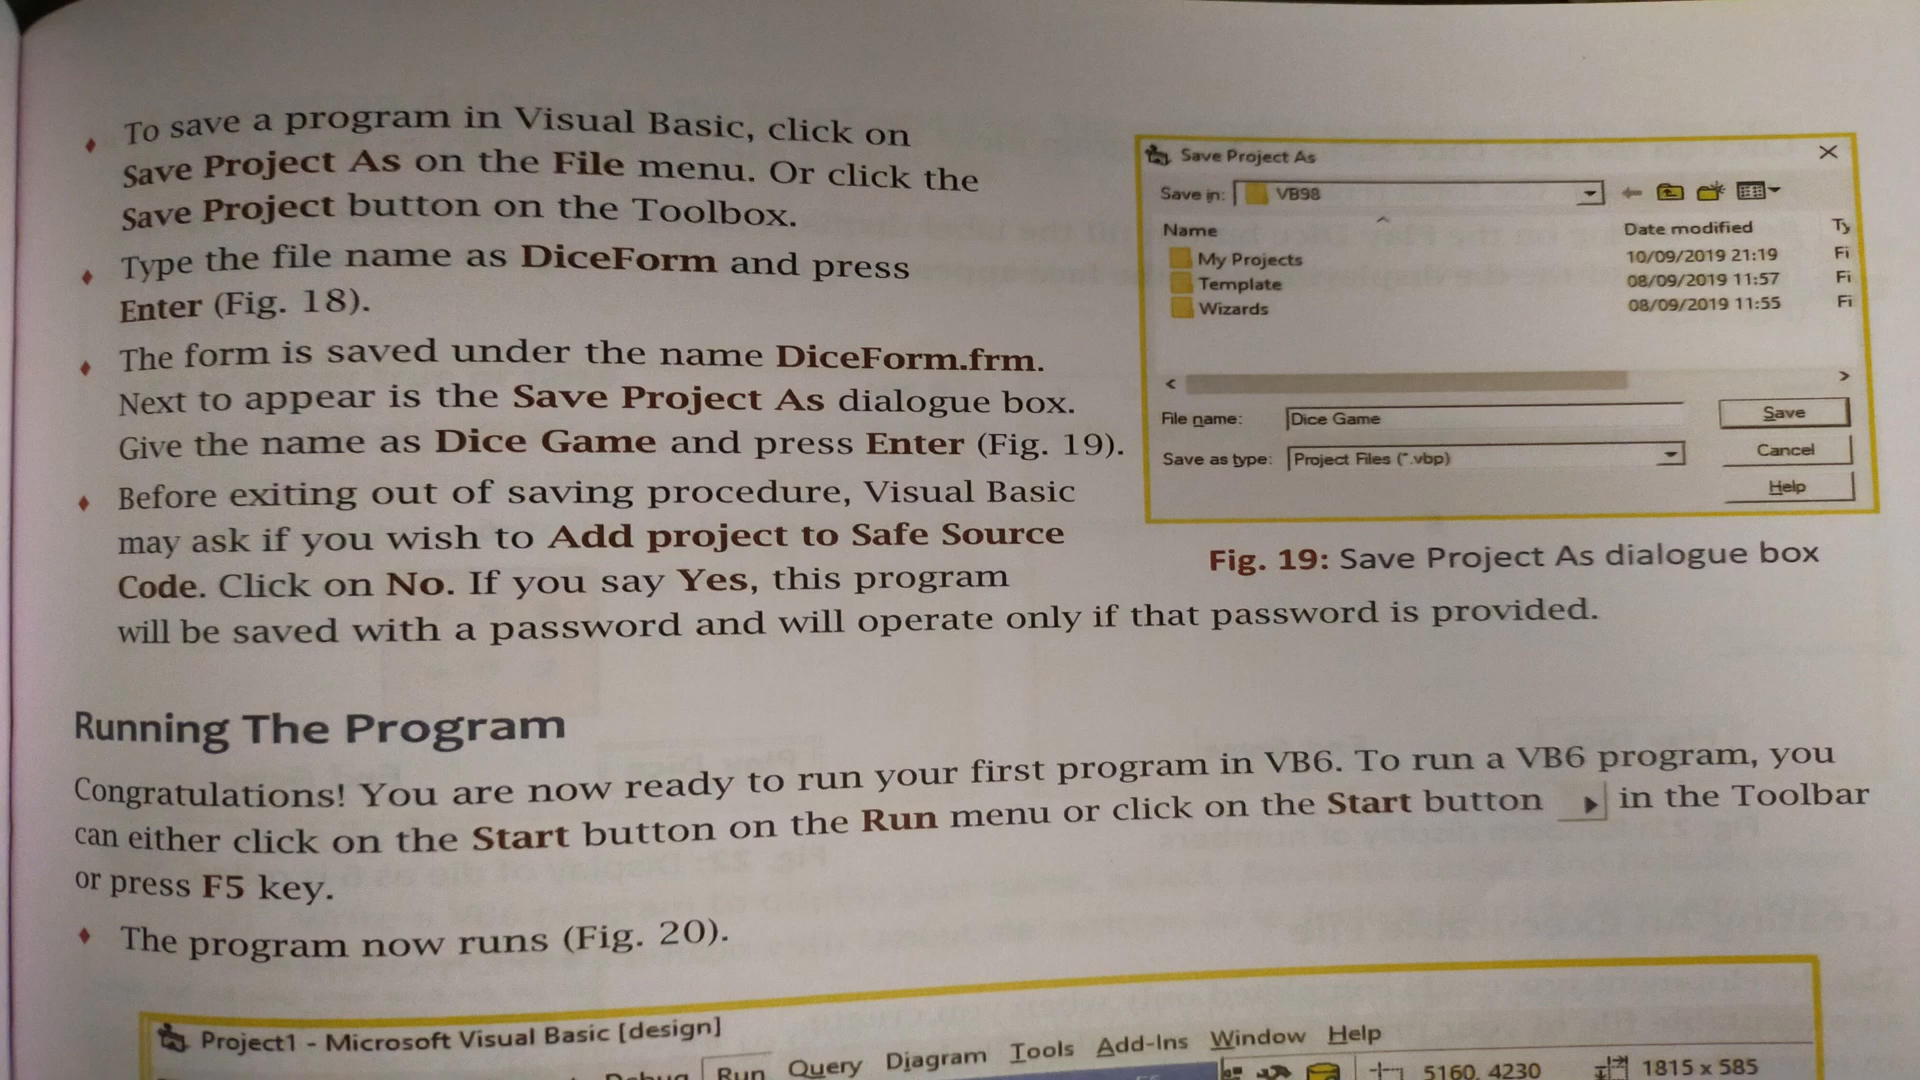 To save a program in Visual Basic, click on
Save Project As on the File menu. Or click the
Save Project button on the Toolbox.
Type the file name as DiceForm and press
Enter (Fig. 18).
The form is saved under the name DiceForm.frm.
Next to appear is the Save Project As dialogue box.
Give the name as Dice Game and press Enter (Fig. 19).
Before exiting out of saving procedure, Visual Basic
may ask if you wish to Add project to Safe Source
Code. Click on No. If you say Yes, this program
will be saved with a password and will operate only if that password is provided.
Save Project As
Save in: VB98
Name Date modified Ty
My Projects 10/09/2019 21:19 Fi
Template 08/09/2019 11:57 Fi
Wizards 08/09/2019 11:55 Fi
File name: Dice Game Save
Save as type: Project Files (*.vbp) Cancel
Help
Fig. 19: Save Project As dialogue box
Running The Program
Congratulations! You are now ready to run your first program in VB6. To run a VB6 program, you
can either click on the Start button on the Run menu or click on the Start button in the Toolbar
or press F5 key.
The program now runs (Fig. 20).
Project1 - Microsoft Visual Basic [design]
Debug Run Query Diagram Tools Add-Ins Window Help
5160, 4230 1815 x 585